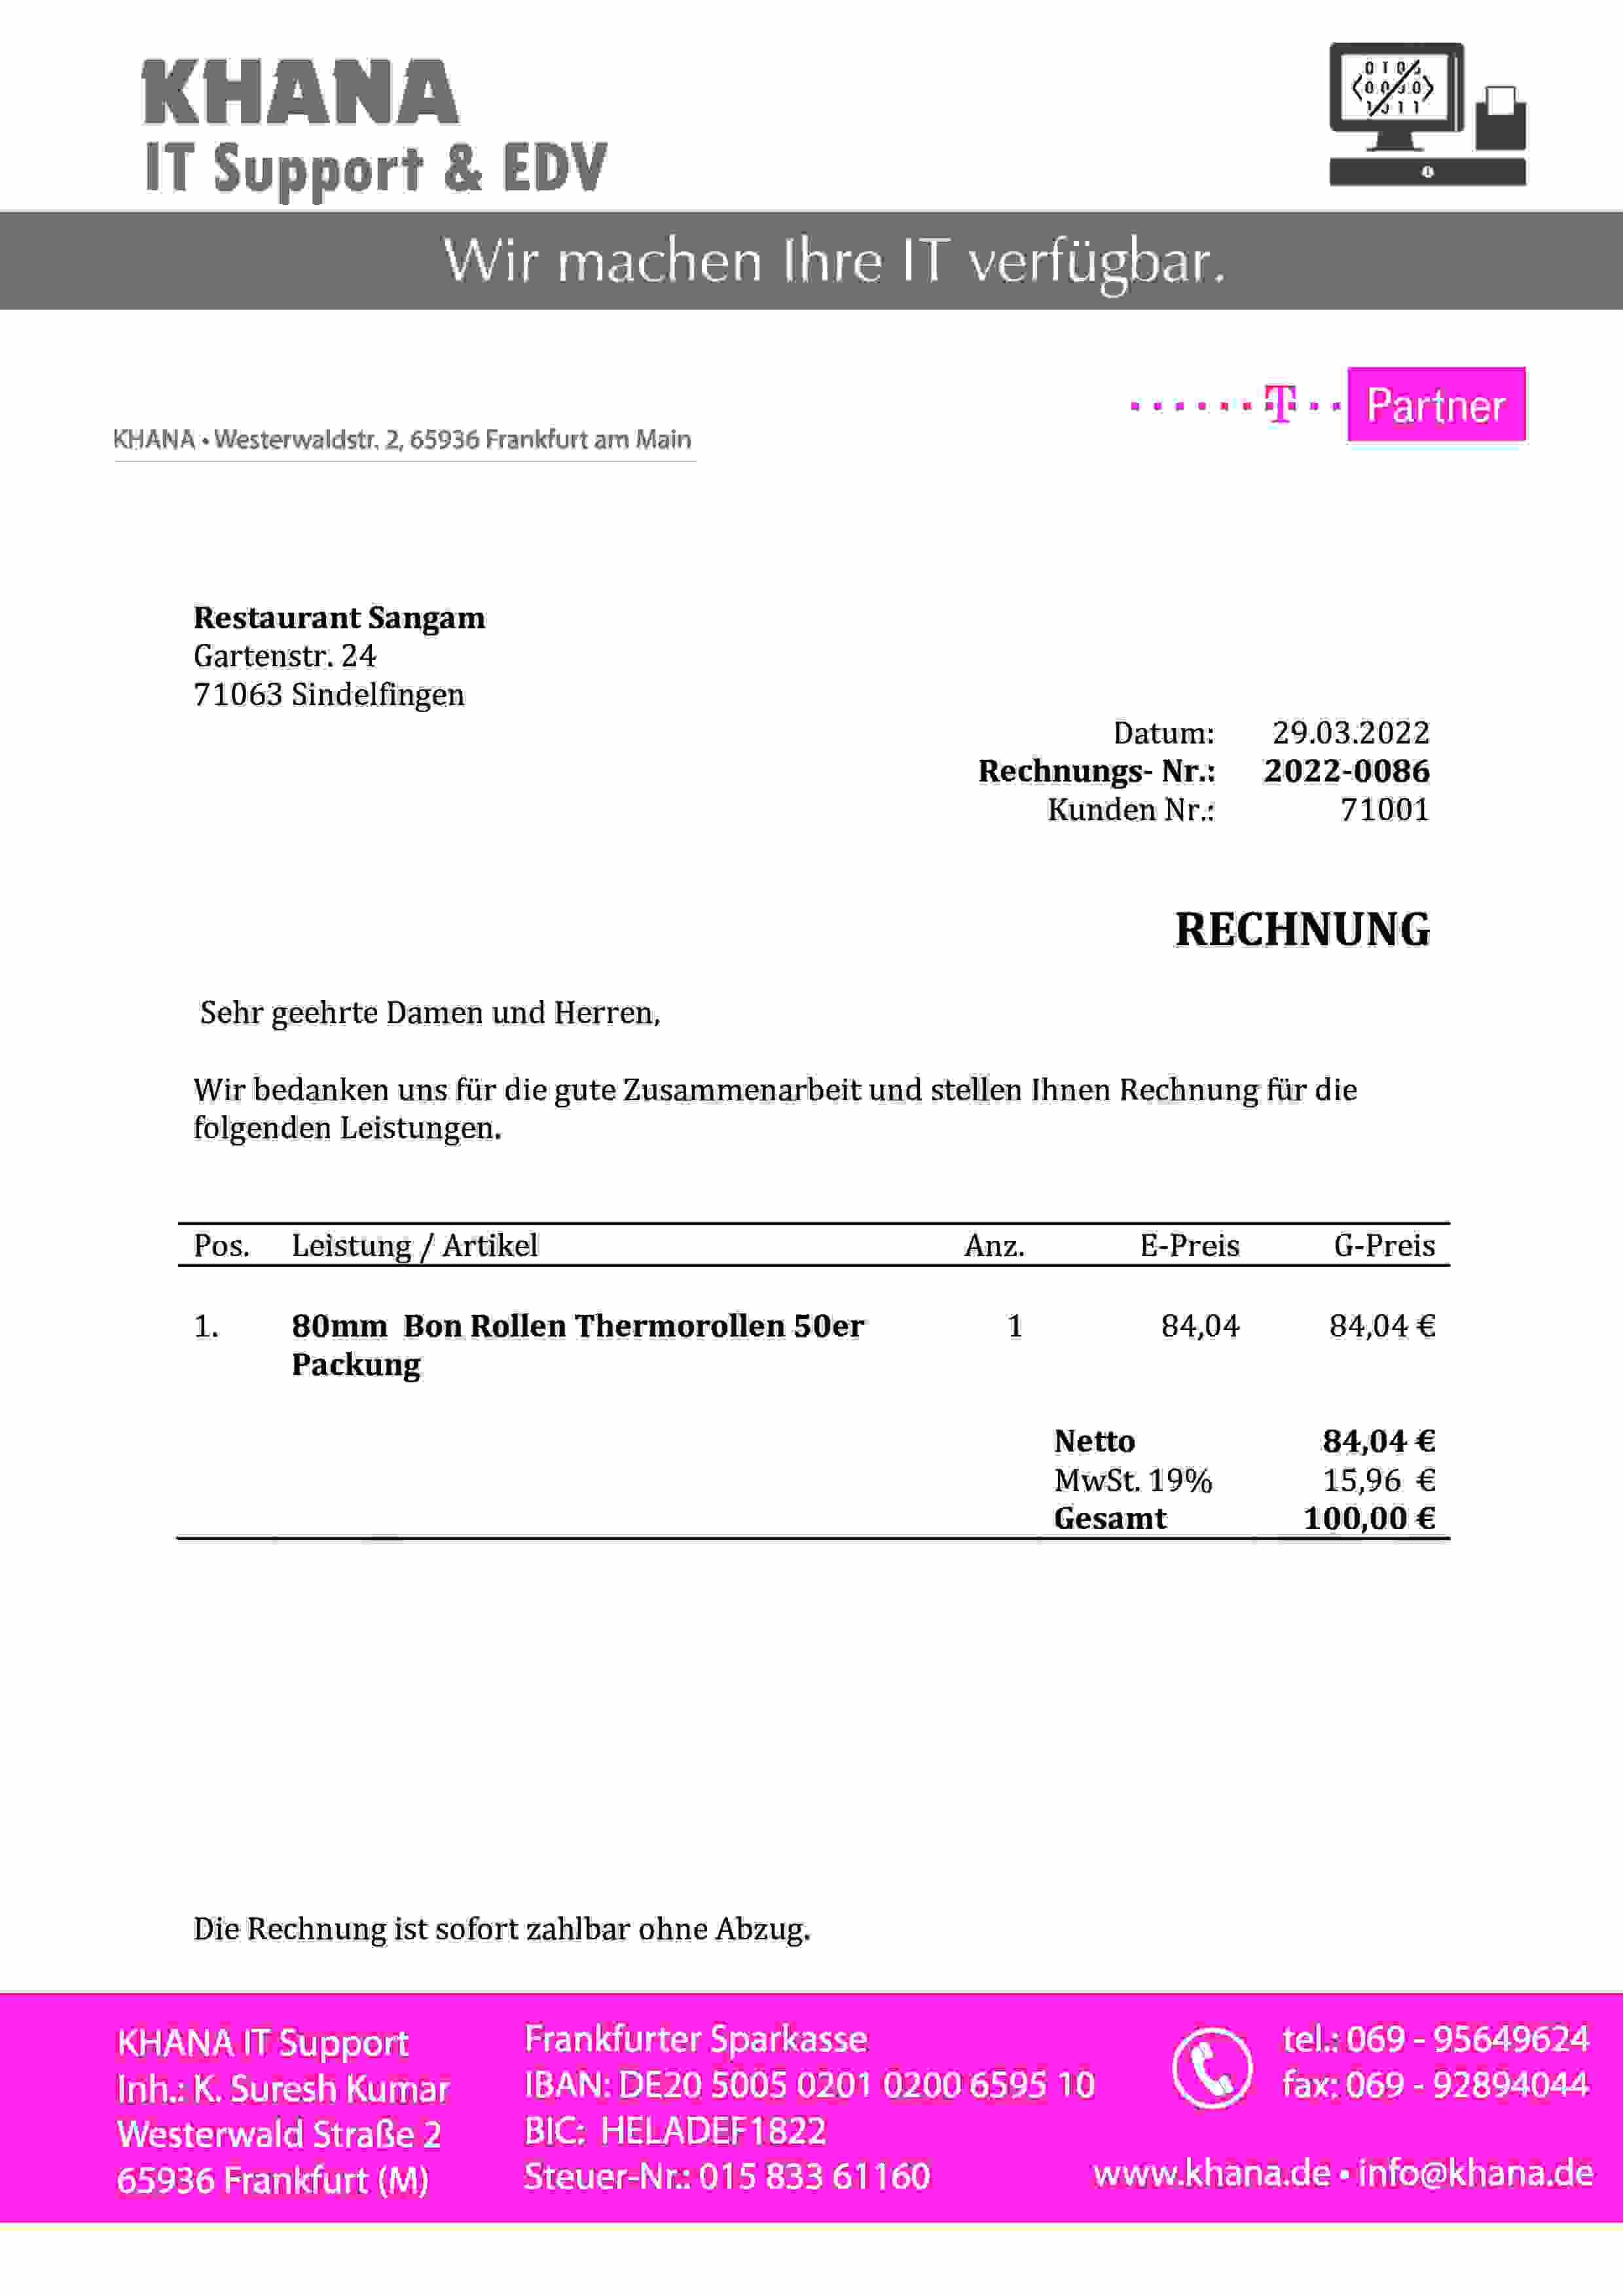 KHANA
IT Support & EDV
Wir machen Ihre IT verfügbar.
T Partner
KHANA • Westerwaldstr. 2, 65936 Frankfurt am Main
Restaurant Sangam
Gartenstr. 24
71063 Sindelfingen
Datum: 29.03.2022
Rechnungs- Nr.: 2022-0086
Kunden Nr.: 71001
RECHNUNG
Sehr geehrte Damen und Herren,
Wir bedanken uns für die gute Zusammenarbeit und stellen Ihnen Rechnung für die
folgenden Leistungen.
Pos. Leistung / Artikel Anz. E-Preis G-Preis
1. 80mm Bon Rollen Thermorollen 50er 1 84,04 84,04 €
Packung
Netto 84,04 €
MwSt. 19% 15,96 €
Gesamt 100,00 €
Die Rechnung ist sofort zahlbar ohne Abzug.
KHANA IT Support
Inh.: K. Suresh Kumar
Westerwald Straße 2
65936 Frankfurt (M)
Frankfurter Sparkasse
IBAN: DE20 5005 0201 0200 6595 10
BIC: HELADEF1822
Steuer-Nr.: 015 833 61160
tel.: 069 - 95649624
fax: 069 - 92894044
www.khana.de • info@khana.de